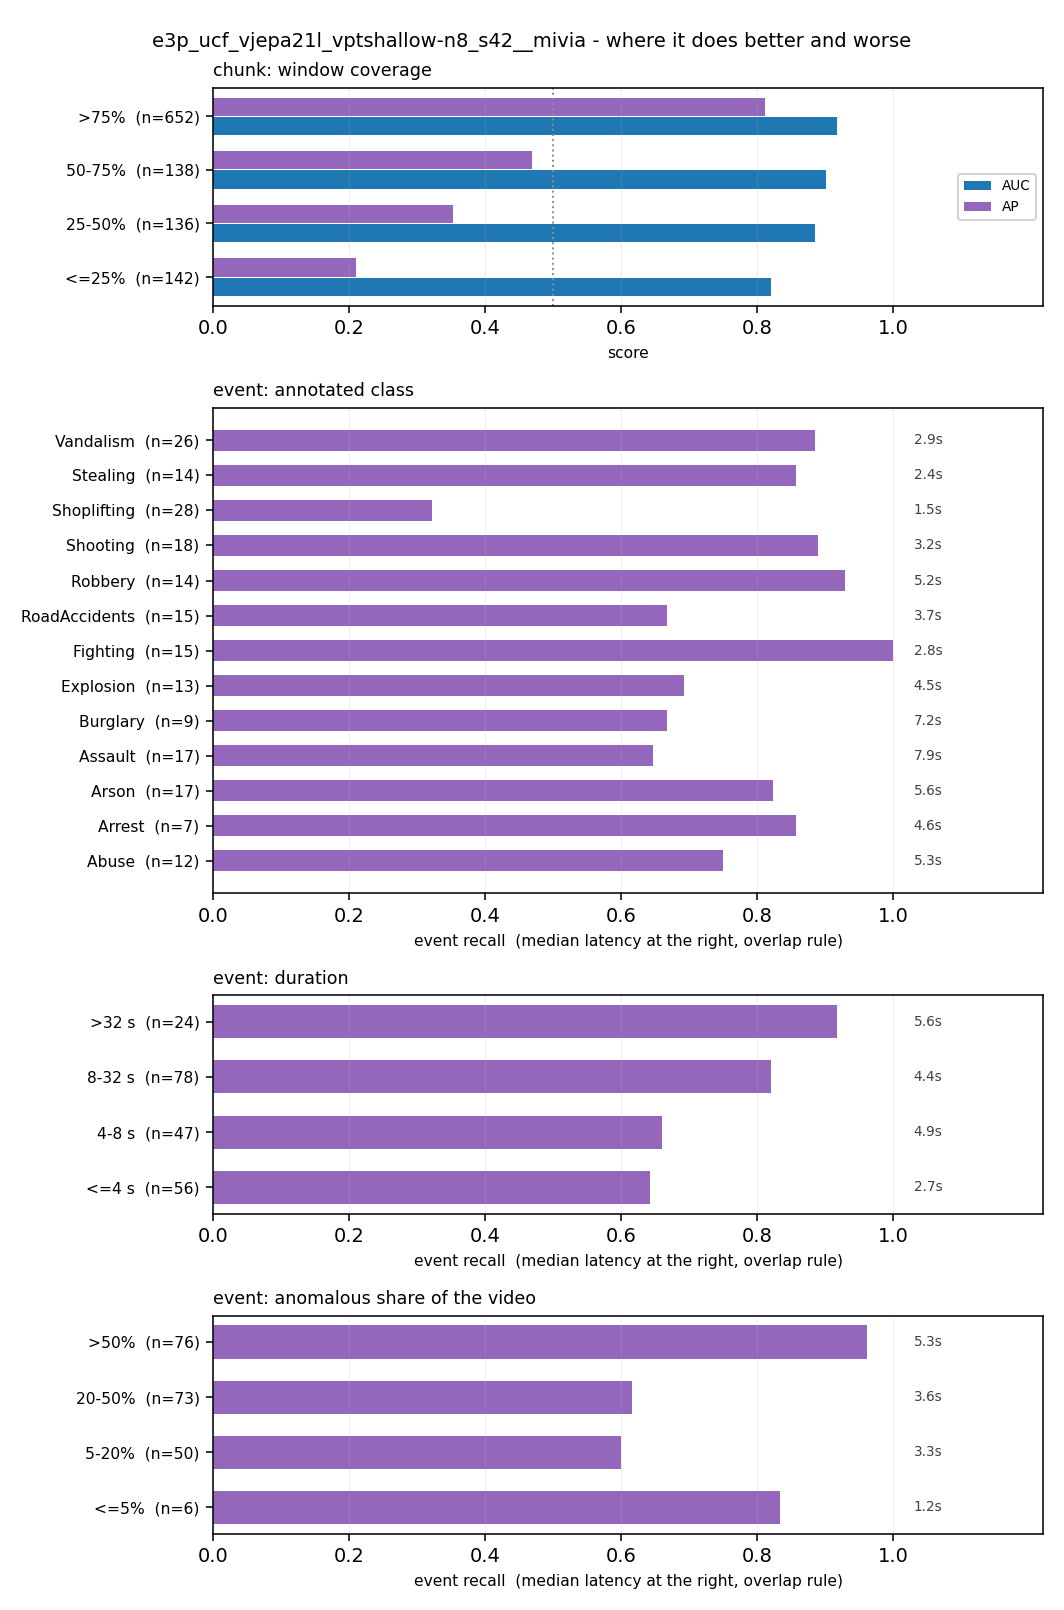 e3p_ucf_vjepa21l_vptshallow-n8_s42__mivia - where it does better and worse
chunk: window coverage
>75%  (n=652)
50-75%  (n=138)
25-50%  (n=136)
<=25%  (n=142)
AUC
AP
0.0 0.2 0.4 0.6 0.8 1.0
score
event: annotated class
Vandalism  (n=26) 2.9s
Stealing  (n=14) 2.4s
Shoplifting  (n=28) 1.5s
Shooting  (n=18) 3.2s
Robbery  (n=14) 5.2s
RoadAccidents  (n=15) 3.7s
Fighting  (n=15) 2.8s
Explosion  (n=13) 4.5s
Burglary  (n=9) 7.2s
Assault  (n=17) 7.9s
Arson  (n=17) 5.6s
Arrest  (n=7) 4.6s
Abuse  (n=12) 5.3s
0.0 0.2 0.4 0.6 0.8 1.0
event recall  (median latency at the right, overlap rule)
event: duration
>32 s  (n=24) 5.6s
8-32 s  (n=78) 4.4s
4-8 s  (n=47) 4.9s
<=4 s  (n=56) 2.7s
0.0 0.2 0.4 0.6 0.8 1.0
event recall  (median latency at the right, overlap rule)
event: anomalous share of the video
>50%  (n=76) 5.3s
20-50%  (n=73) 3.6s
5-20%  (n=50) 3.3s
<=5%  (n=6) 1.2s
0.0 0.2 0.4 0.6 0.8 1.0
event recall  (median latency at the right, overlap rule)